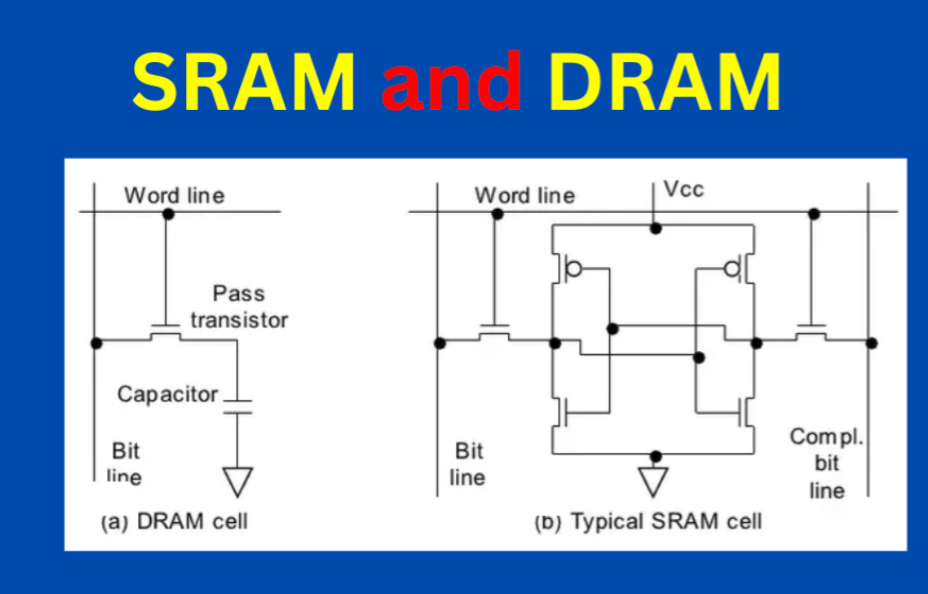 SRAM and DRAM
Word line
Pass
transistor
Capacitor
Bit
line
(a) DRAM cell
Word line
Vcc
Bit
line
Compl.
bit
line
(b) Typical SRAM cell